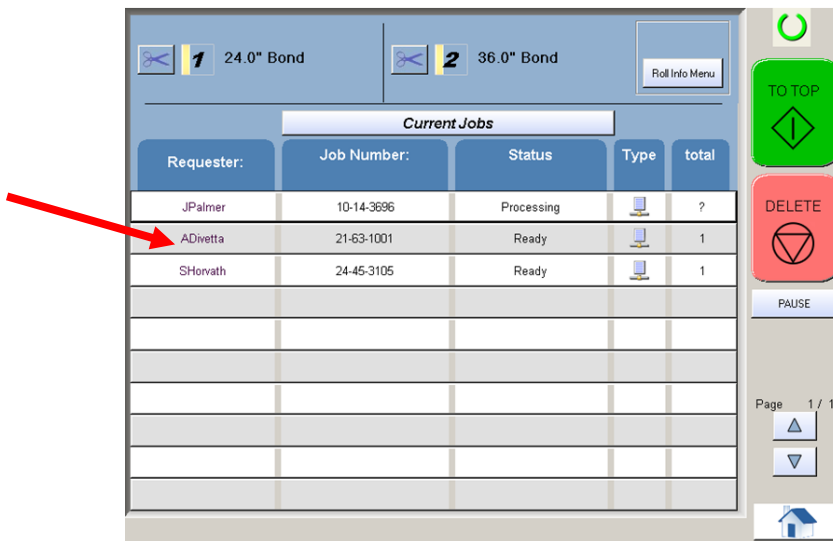 1 24.0" Bond 2 36.0" Bond
Roll Info Menu
TO TOP
Current Jobs
Requester: Job Number: Status Type total
JPalmer 10-14-3696 Processing ?
DELETE
ADivetta 21-63-1001 Ready 1
SHorvath 24-45-3105 Ready 1
PAUSE
Page 1 / 1